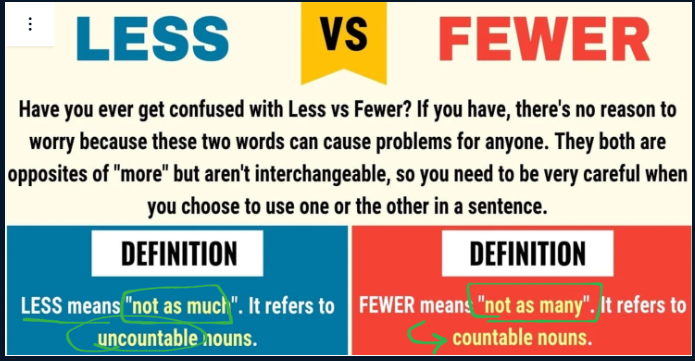 LESS VS FEWER
Have you ever get confused with Less vs Fewer? If you have, there's no reason to
worry because these two words can cause problems for anyone. They both are
opposites of "more" but aren't interchangeable, so you need to be very careful when
you choose to use one or the other in a sentence.
DEFINITION
LESS means "not as much". It refers to
uncountable nouns.
DEFINITION
FEWER means "not as many". It refers to
countable nouns.